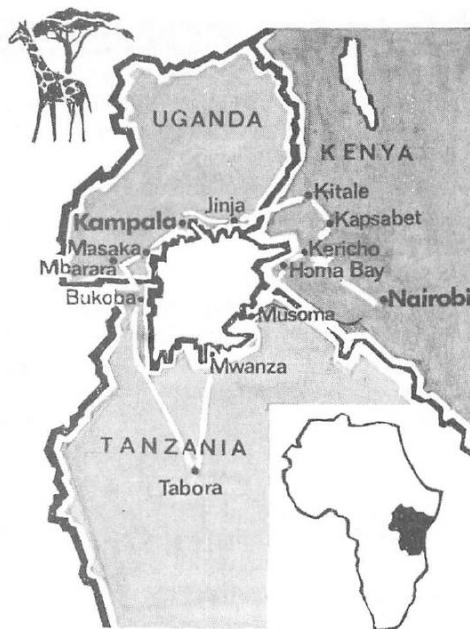 UGANDA
KENYA
Jinja
Kitale
Kampala
Kapsabet
Masaka
Kericho
Mbarara
Homa Bay
Bukoba
Nairobi
Musoma
Mwanza
TANZANIA
Tabora